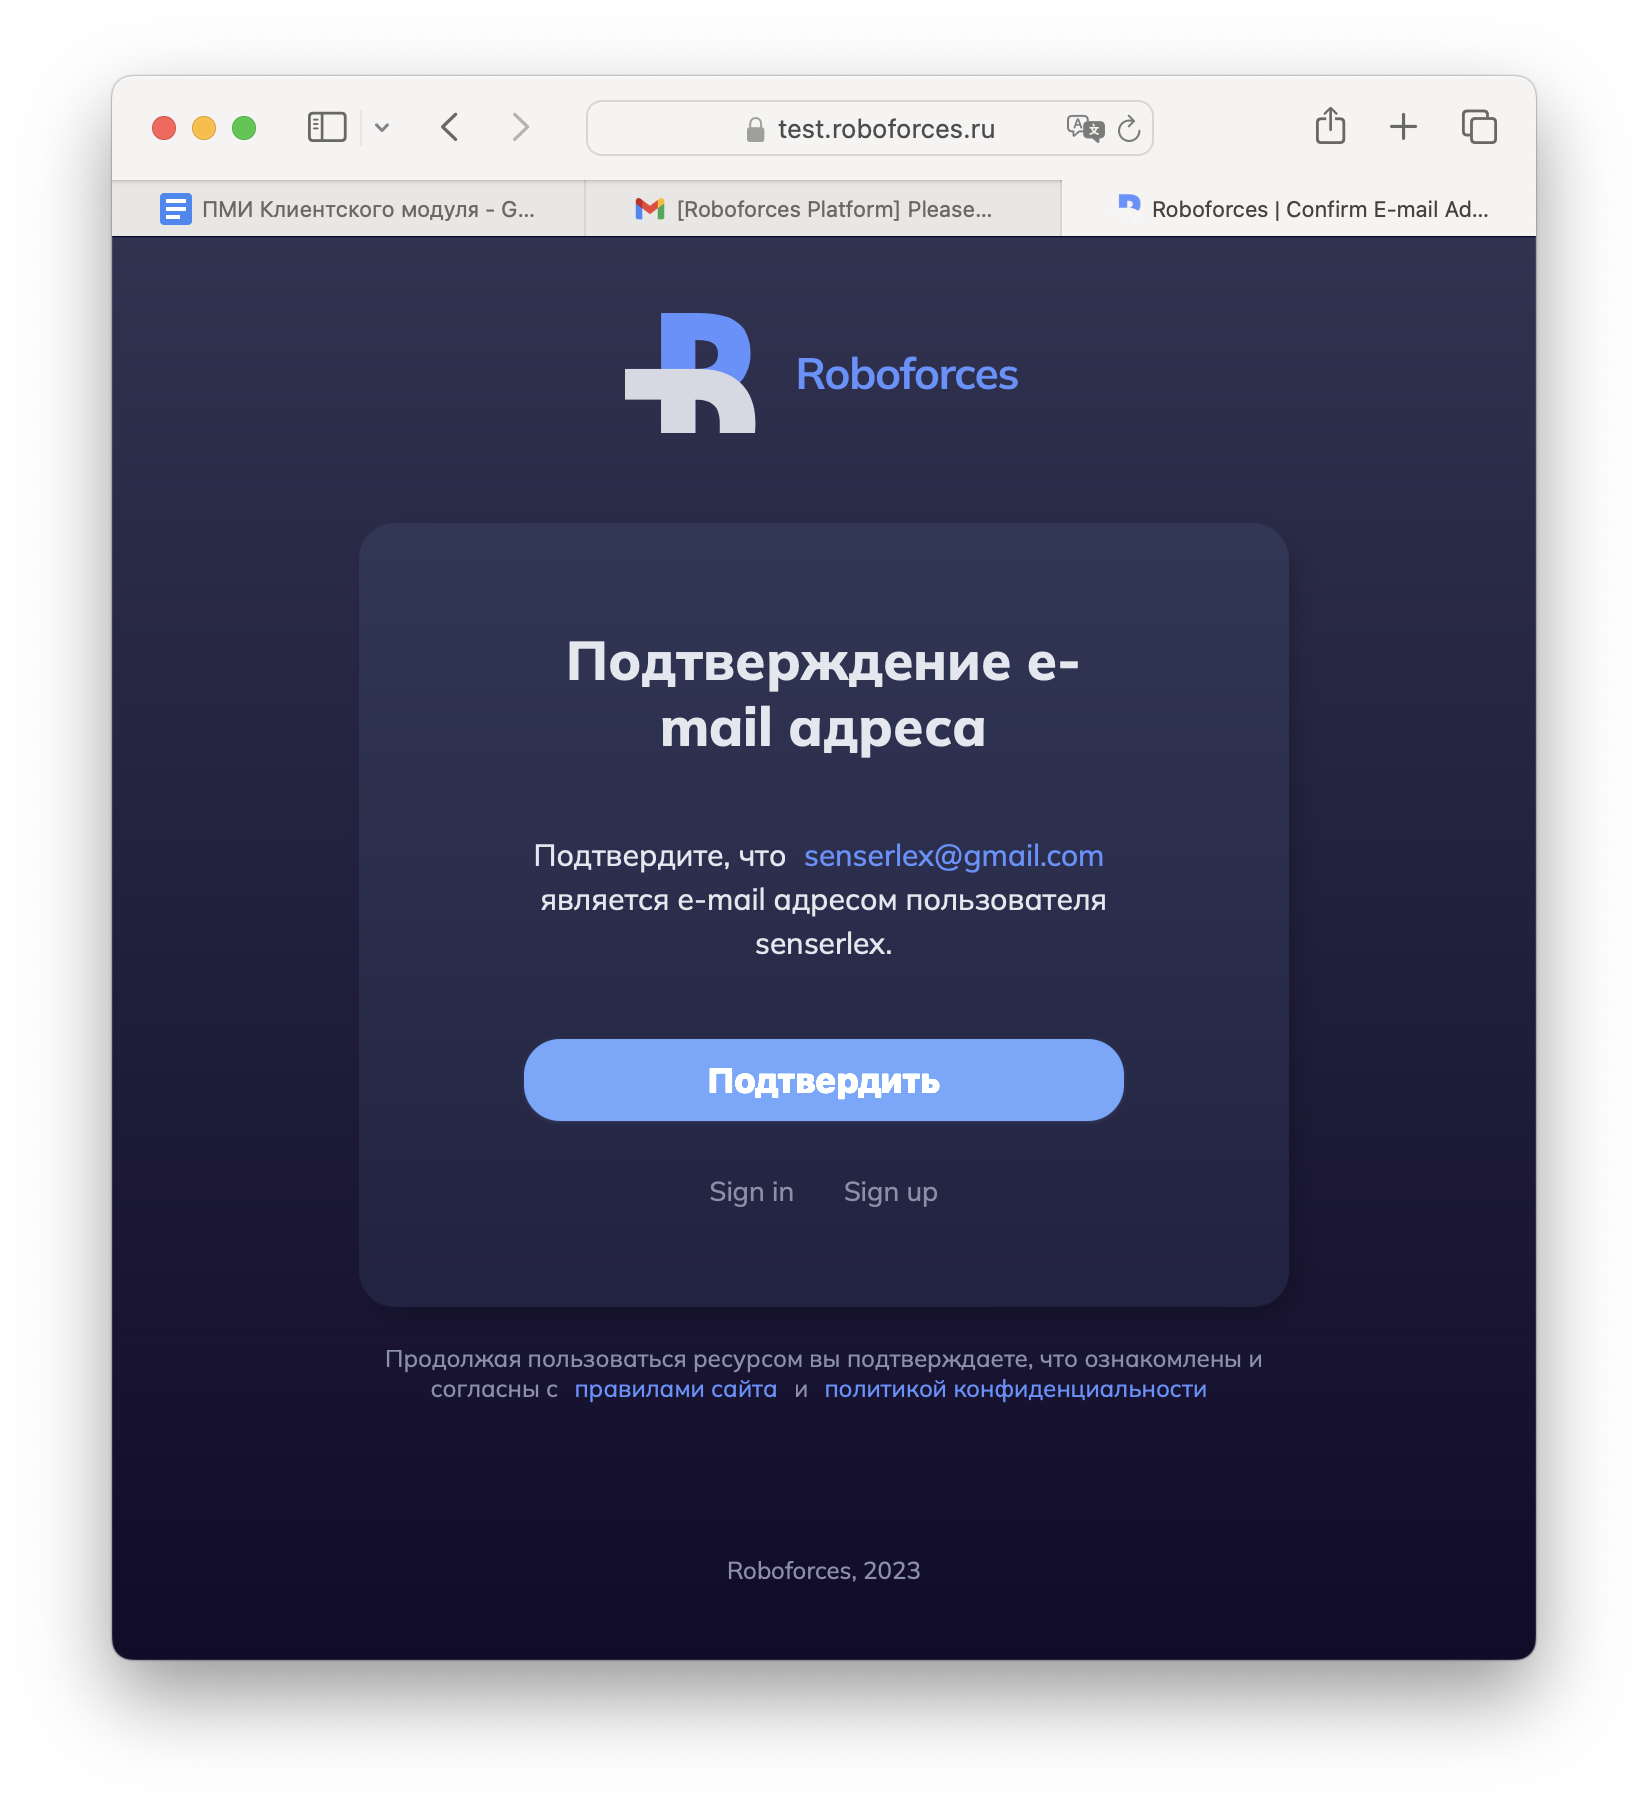 test.roboforces.ru
ПМИ Клиентского модуля - G...
[Roboforces Platform] Please...
Roboforces | Confirm E-mail Ad...
Roboforces
Подтверждение e-
mail адреса
Подтвердите, что senserlex@gmail.com
является e-mail адресом пользователя
senserlex.
Подтвердить
Sign in Sign up
Продолжая пользоваться ресурсом вы подтверждаете, что ознакомлены и
согласны с правилами сайта и политикой конфиденциальности
Roboforces, 2023